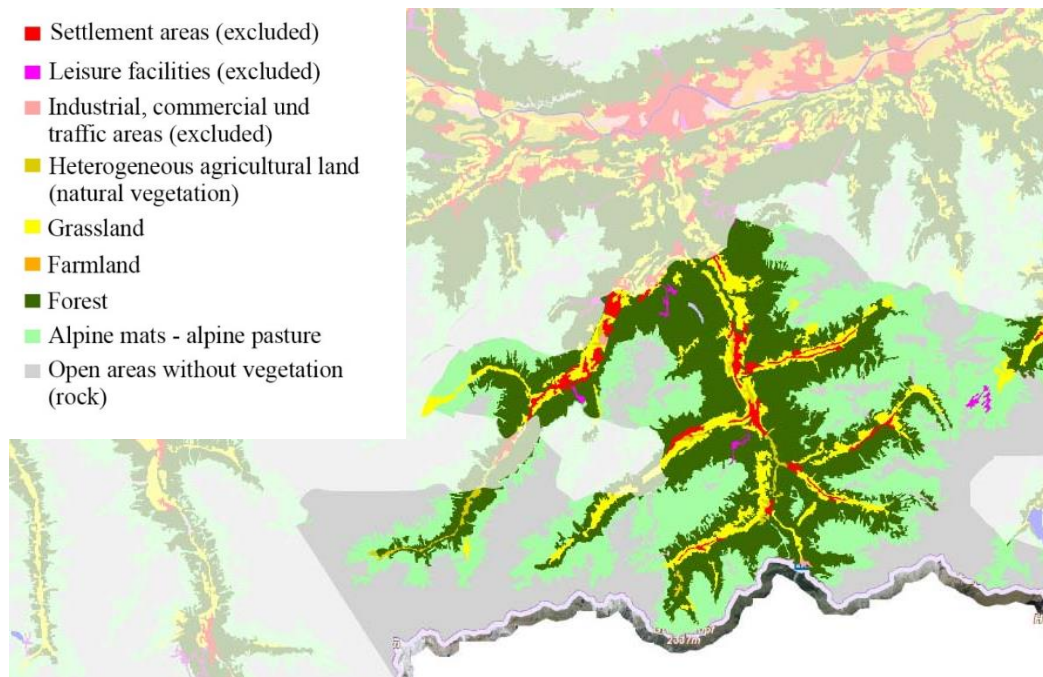 Settlement areas (excluded)
Leisure facilities (excluded)
Industrial, commercial und
traffic areas (excluded)
Heterogeneous agricultural land
(natural vegetation)
Grassland
Farmland
Forest
Alpine mats - alpine pasture
Open areas without vegetation
(rock)